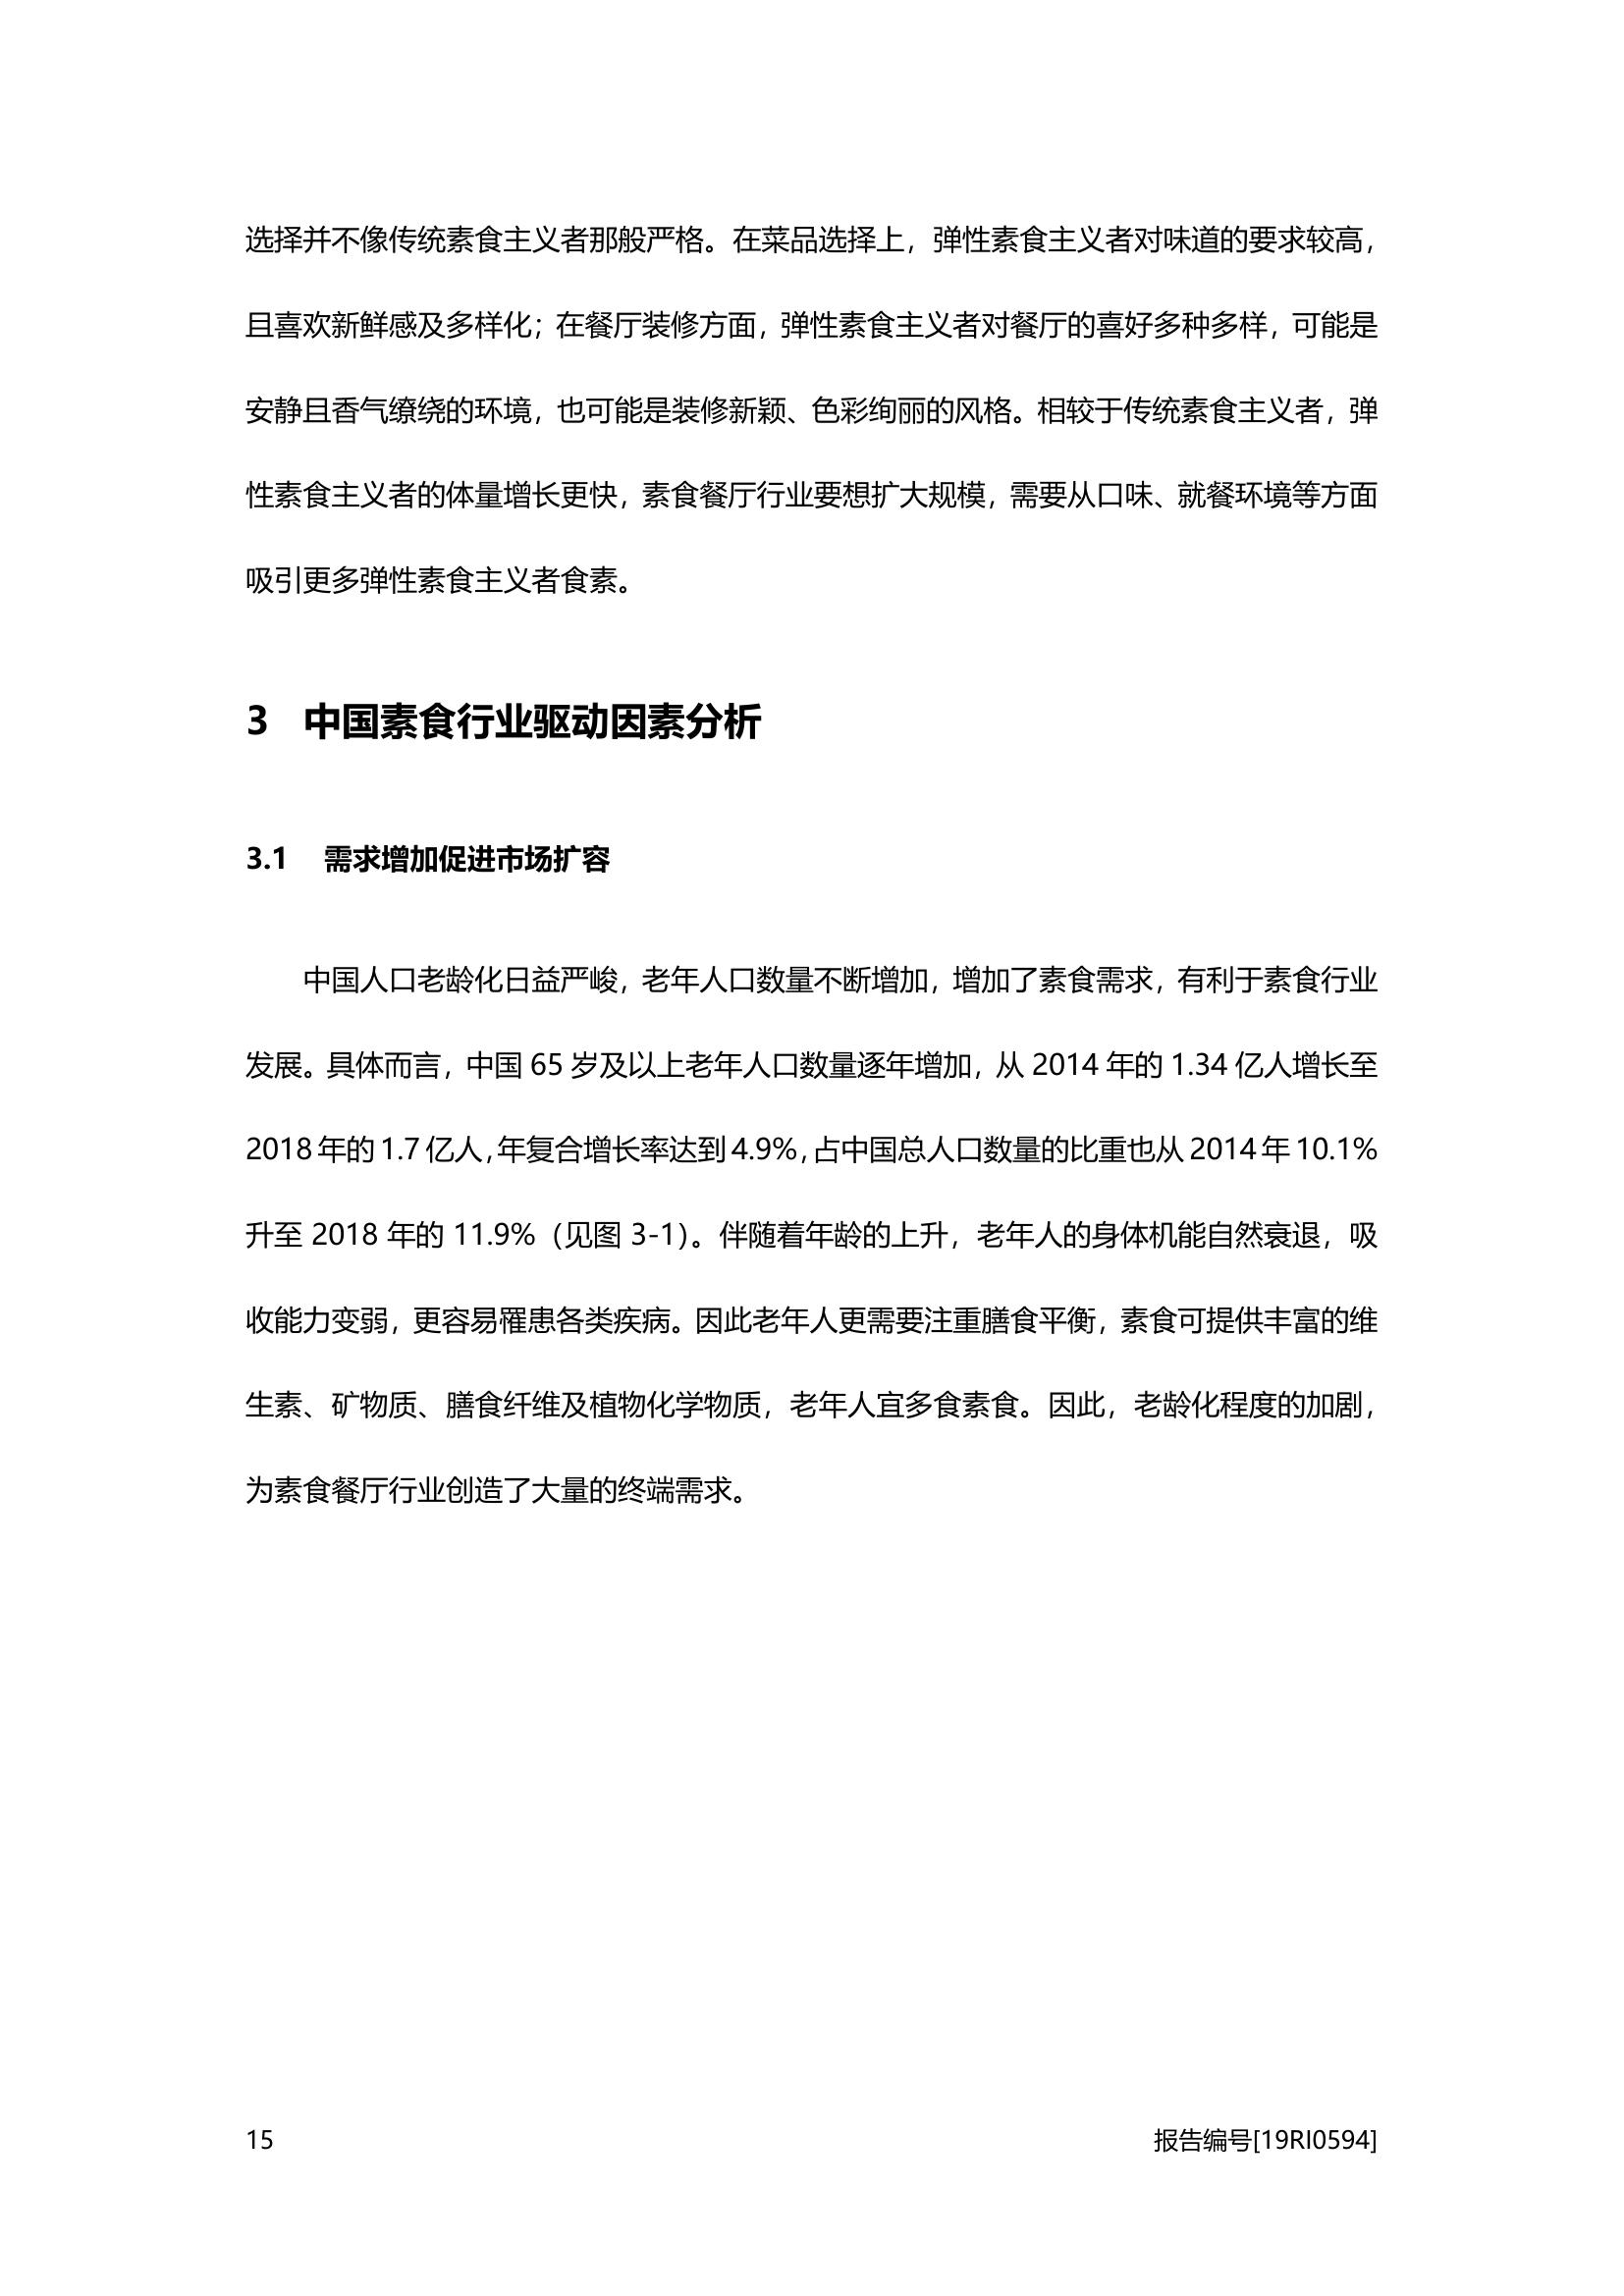 选择并不像传统素食主义者那般严格。在菜品选择上，弹性素食主义者对味道的要求较高，
且喜欢新鲜感及多样化；在餐厅装修方面，弹性素食主义者对餐厅的喜好多种多样，可能是
安静且香气缭绕的环境，也可能是装修新颖、色彩绚丽的风格。相较于传统素食主义者，弹
性素食主义者的体量增长更快，素食餐厅行业要想扩大规模，需要从口味、就餐环境等方面
吸引更多弹性素食主义者食素。
3 中国素食行业驱动因素分析
3.1 需求增加促进市场扩容
中国人口老龄化日益严峻，老年人口数量不断增加，增加了素食需求，有利于素食行业
发展。具体而言，中国 65 岁及以上老年人口数量逐年增加，从 2014 年的 1.34 亿人增长至
2018 年的 1.7 亿人，年复合增长率达到 4.9%，占中国总人口数量的比重也从 2014 年 10.1%
升至 2018 年的 11.9%（见图 3-1）。伴随着年龄的上升，老年人的身体机能自然衰退，吸
收能力变弱，更容易罹患各类疾病。因此老年人更需要注重膳食平衡，素食可提供丰富的维
生素、矿物质、膳食纤维及植物化学物质，老年人宜多食素食。因此，老龄化程度的加剧，
为素食餐厅行业创造了大量的终端需求。
15 报告编号[19RI0594]